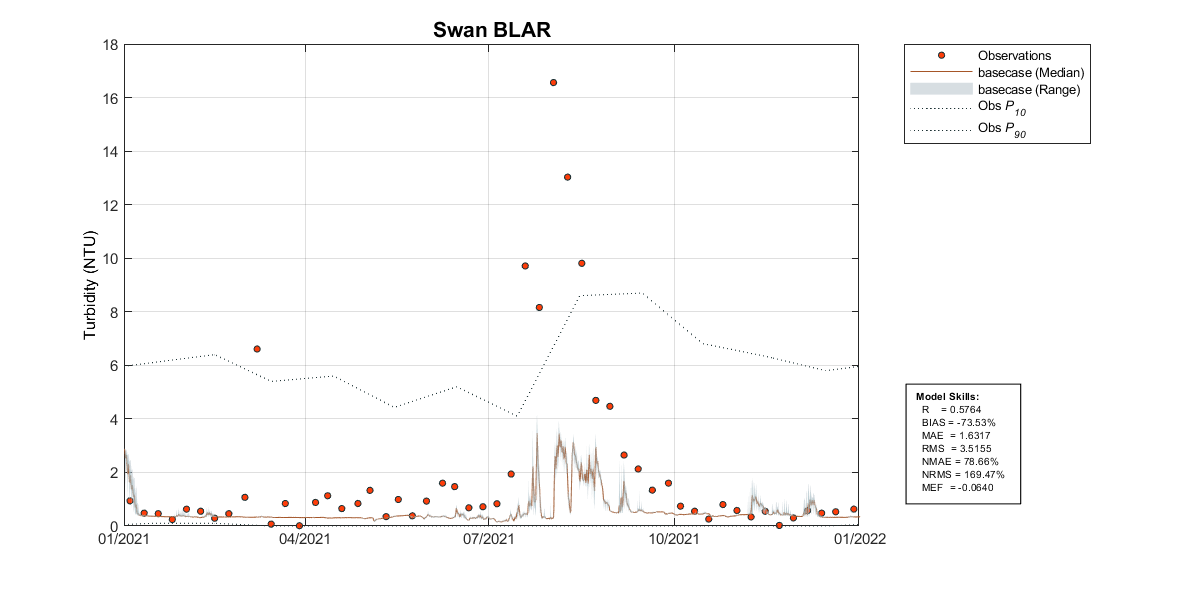 Swan BLAR
Turbidity (NTU)
18
16
14
12
10
8
6
4
2
0
01/2021
04/2021
07/2021
10/2021
01/2022
Observations
basecase (Median)
basecase (Range)
Obs P10
Obs P90
Model Skills:
R = 0.5764
BIAS = -73.53%
MAE = 1.6317
RMS = 3.5155
NMAE = 78.66%
NRMS = 169.47%
MEF = -0.0640